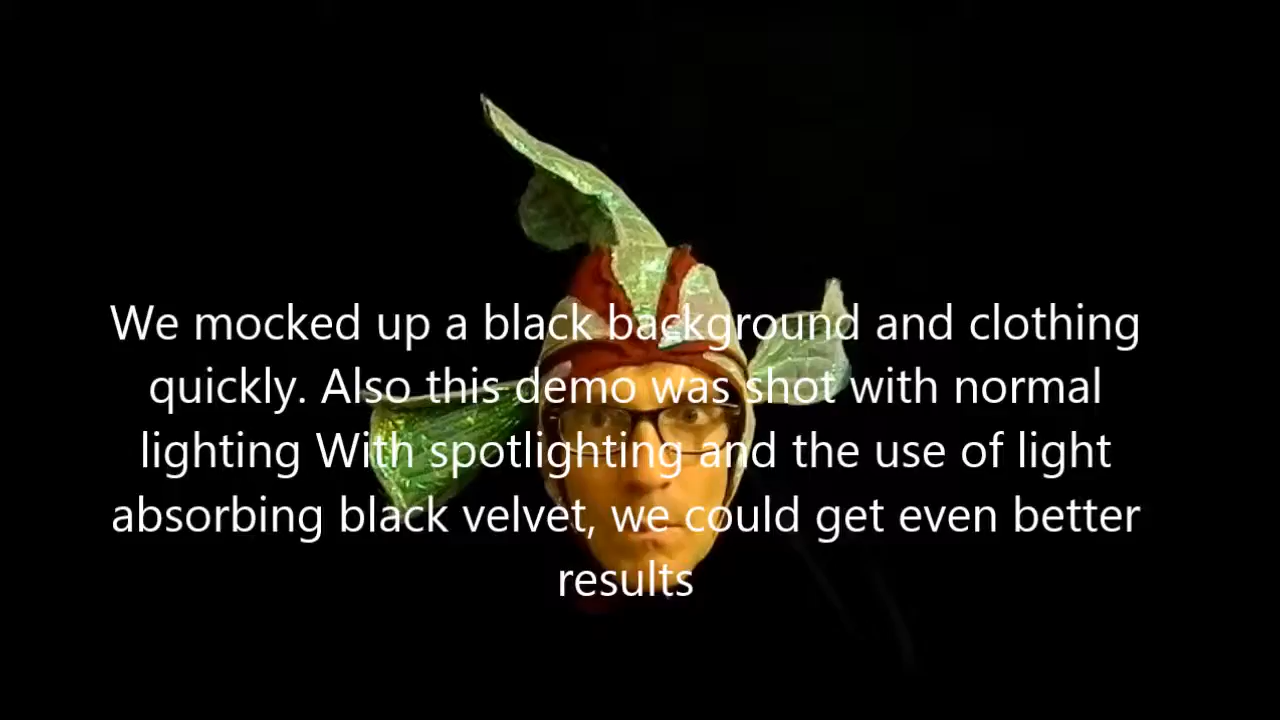 We mocked up a black background and clothing
quickly. Also this demo was shot with normal
lighting With spotlighting and the use of light
absorbing black velvet, we could get even better
results